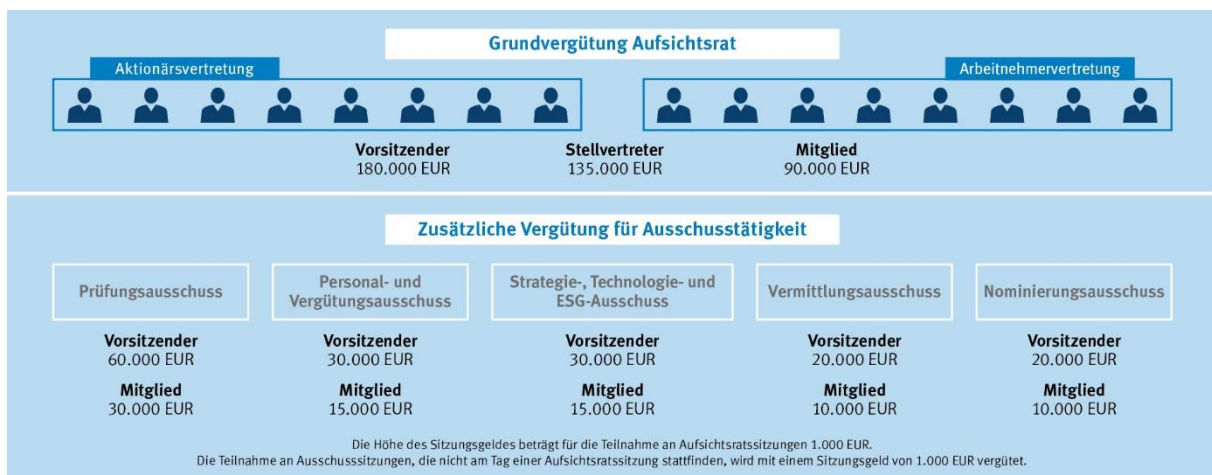 Grundvergütung Aufsichtsrat
Aktionärsvertretung
Arbeitnehmervertretung
Vorsitzender
180.000 EUR
Stellvertreter
135.000 EUR
Mitglied
90.000 EUR
Zusätzliche Vergütung für Ausschusstätigkeit
Prüfungsausschuss
Vorsitzender
60.000 EUR
Mitglied
30.000 EUR
Personal- und
Vergütungsausschuss
Vorsitzender
30.000 EUR
Mitglied
15.000 EUR
Strategie-, Technologie- und
ESG-Ausschuss
Vorsitzender
30.000 EUR
Mitglied
15.000 EUR
Vermittlungsausschuss
Vorsitzender
20.000 EUR
Mitglied
10.000 EUR
Nominierungsausschuss
Vorsitzender
20.000 EUR
Mitglied
10.000 EUR
Die Höhe des Sitzungsgeldes beträgt für die Teilnahme an Aufsichtsratssitzungen 1.000 EUR.
Die Teilnahme an Ausschusssitzungen, die nicht am Tag einer Aufsichtsratssitzung stattfinden, wird mit einem Sitzungsgeld von 1.000 EUR vergütet.